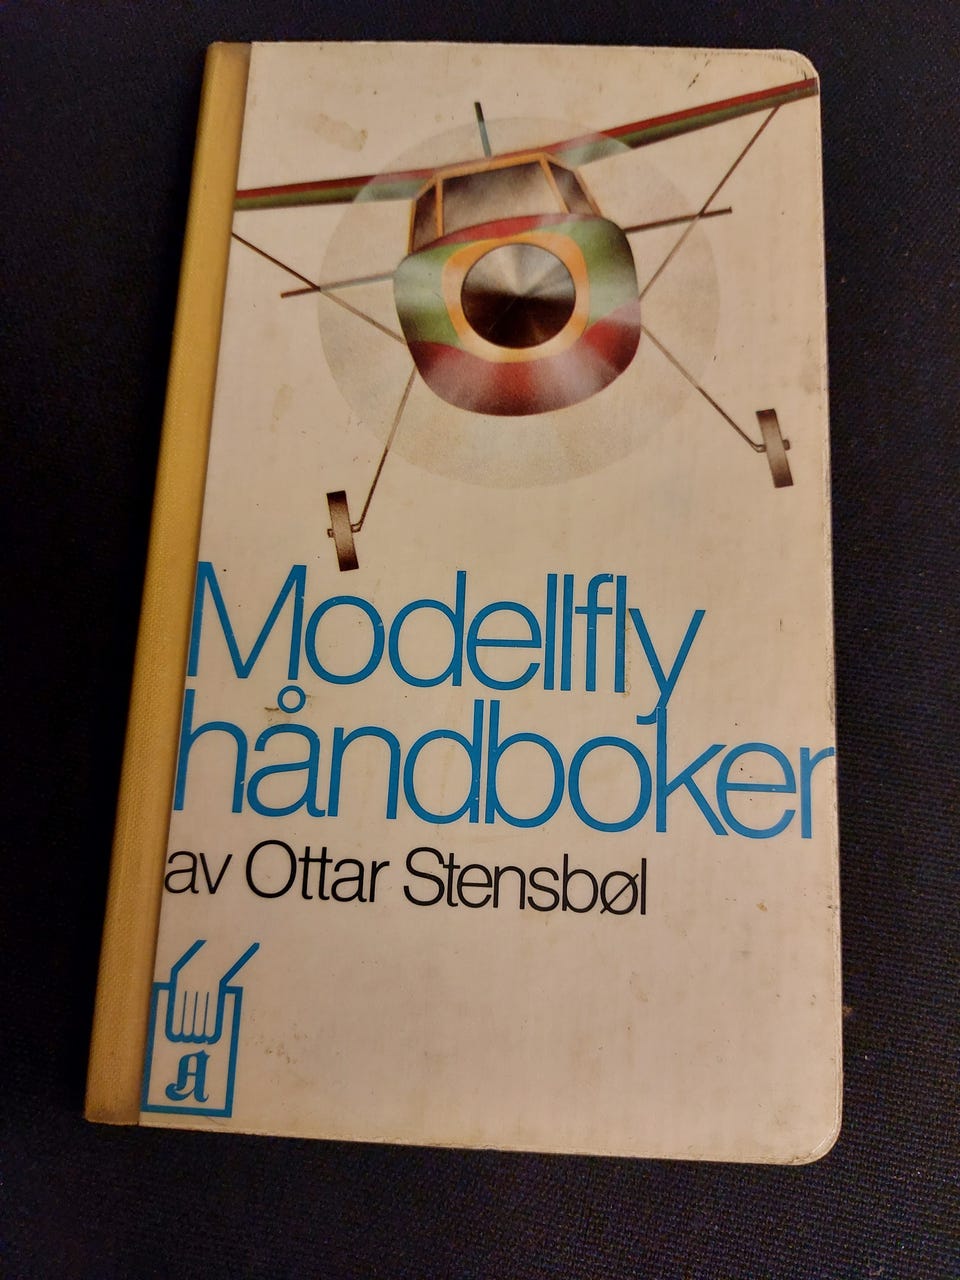 Modellfly
håndboker
av Ottar Stensbøl
A